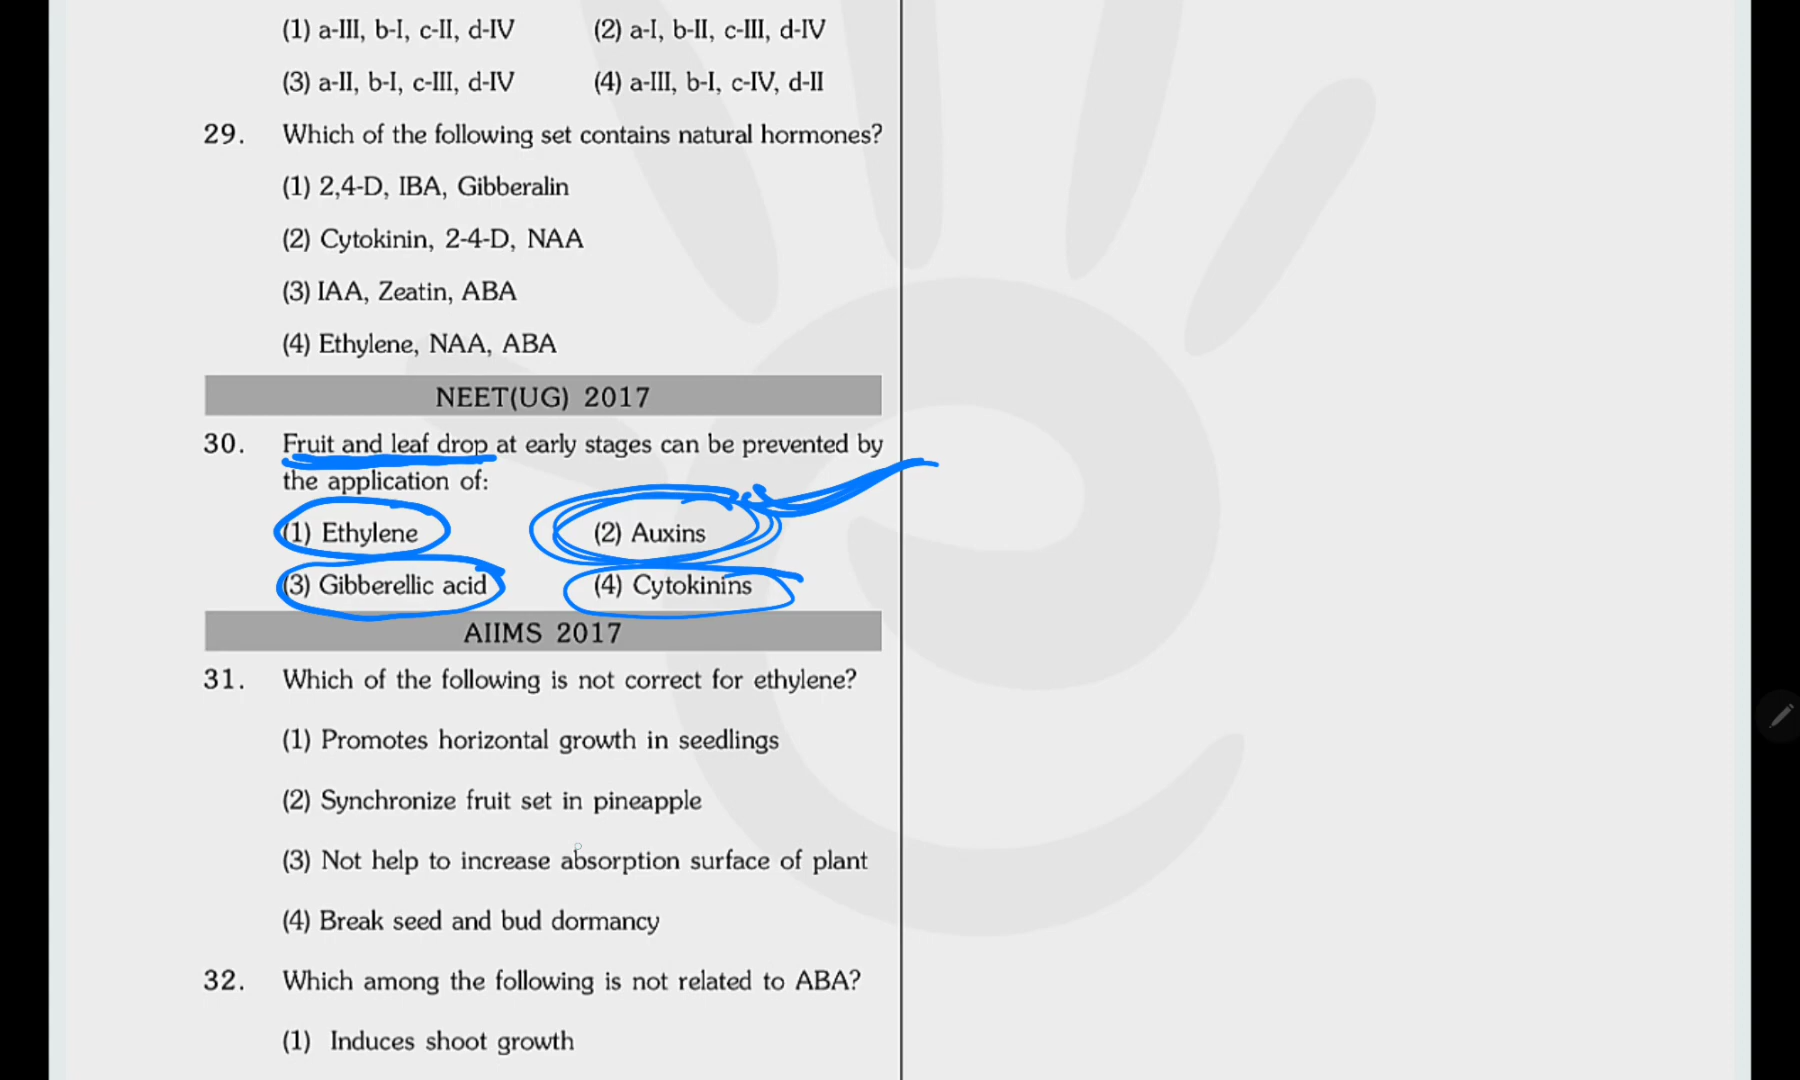 (1) a-III, b-I, c-II, d-IV (2) a-I, b-II, c-III, d-IV
(3) a-II, b-I, c-III, d-IV (4) a-III, b-I, c-IV, d-II
29. Which of the following set contains natural hormones?
(1) 2,4-D, IBA, Gibberalin
(2) Cytokinin, 2-4-D, NAA
(3) IAA, Zeatin, ABA
(4) Ethylene, NAA, ABA
NEET(UG) 2017
30. Fruit and leaf drop at early stages can be prevented by
the application of:
(1) Ethylene (2) Auxins
(3) Gibberellic acid (4) Cytokinins
AIIMS 2017
31. Which of the following is not correct for ethylene?
(1) Promotes horizontal growth in seedlings
(2) Synchronize fruit set in pineapple
(3) Not help to increase absorption surface of plant
(4) Break seed and bud dormancy
32. Which among the following is not related to ABA?
(1) Induces shoot growth